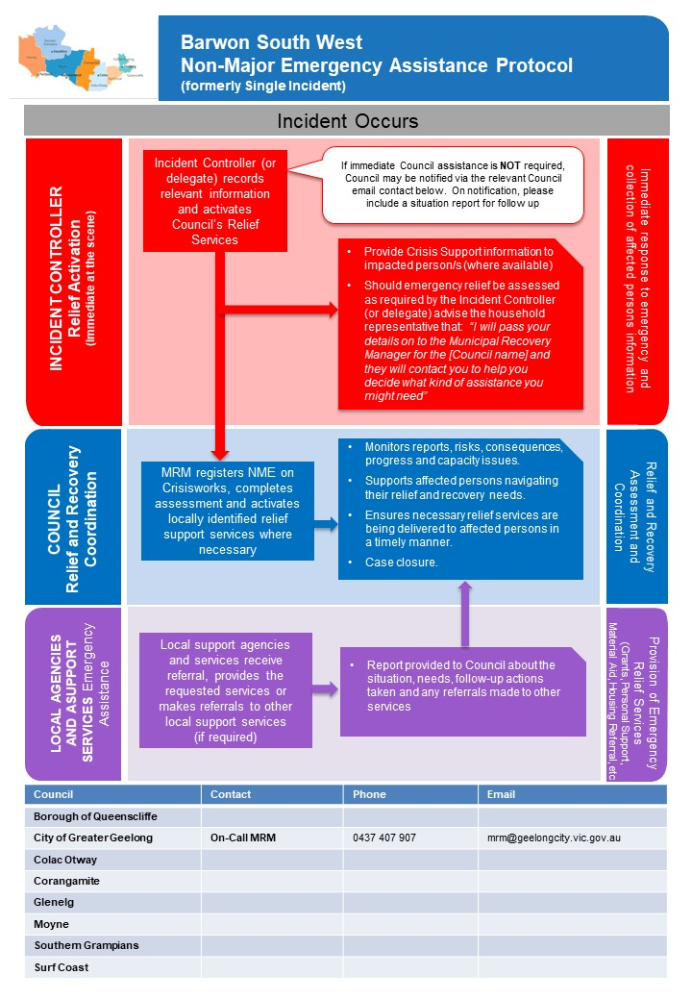 Barwon South West
Non-Major Emergency Assistance Protocol
(formerly Single Incident)
Incident Occurs
INCIDENT CONTROLLER
Relief Activation
(Immediate at the scene)
Incident Controller (or
delegate) records
relevant information
and activates
Council's Relief
Services
If immediate Council assistance is NOT required,
Council may be notified via the relevant Council
email contact below. On notification, please
include a situation report for follow up
• Provide Crisis Support information to
impacted person/s (where available)
• Should emergency relief be assessed
as required by the Incident Controller
(or delegate) advise the household
representative that: "I will pass your
details on to the Municipal Recovery
Manager for the [Council name] and
they will contact you to help you
decide what kind of assistance you
might need"
Immediate response to emergency and
collection of affected persons information
COUNCIL
Relief and Recovery
Coordination
MRM registers NME on
Crisisworks, completes
assessment and activates
locally identified relief
support services where
necessary
• Monitors reports, risks, consequences,
progress and capacity issues.
• Supports affected persons navigating
their relief and recovery needs.
• Ensures necessary relief services are
being delivered to affected persons in
a timely manner.
• Case closure.
Relief and Recovery
Assessment and
Coordination
LOCAL AGENCIES
AND ASUPPORT
SERVICES Emergency
Assistance
Local support agencies
and services receive
referral, provides the
requested services or
makes referrals to other
local support services
(if required)
• Report provided to Council about the
situation, needs, follow-up actions
taken and any referrals made to other
services
Provision of Emergency
Relief Services
(Grants, Personal Support,
Material Aid, Housing Referral, etc
Council Contact Phone Email
Borough of Queenscliffe
City of Greater Geelong On-Call MRM 0437 407 907 mrm@geelongcity.vic.gov.au
Colac Otway
Corangamite
Glenelg
Moyne
Southern Grampians
Surf Coast